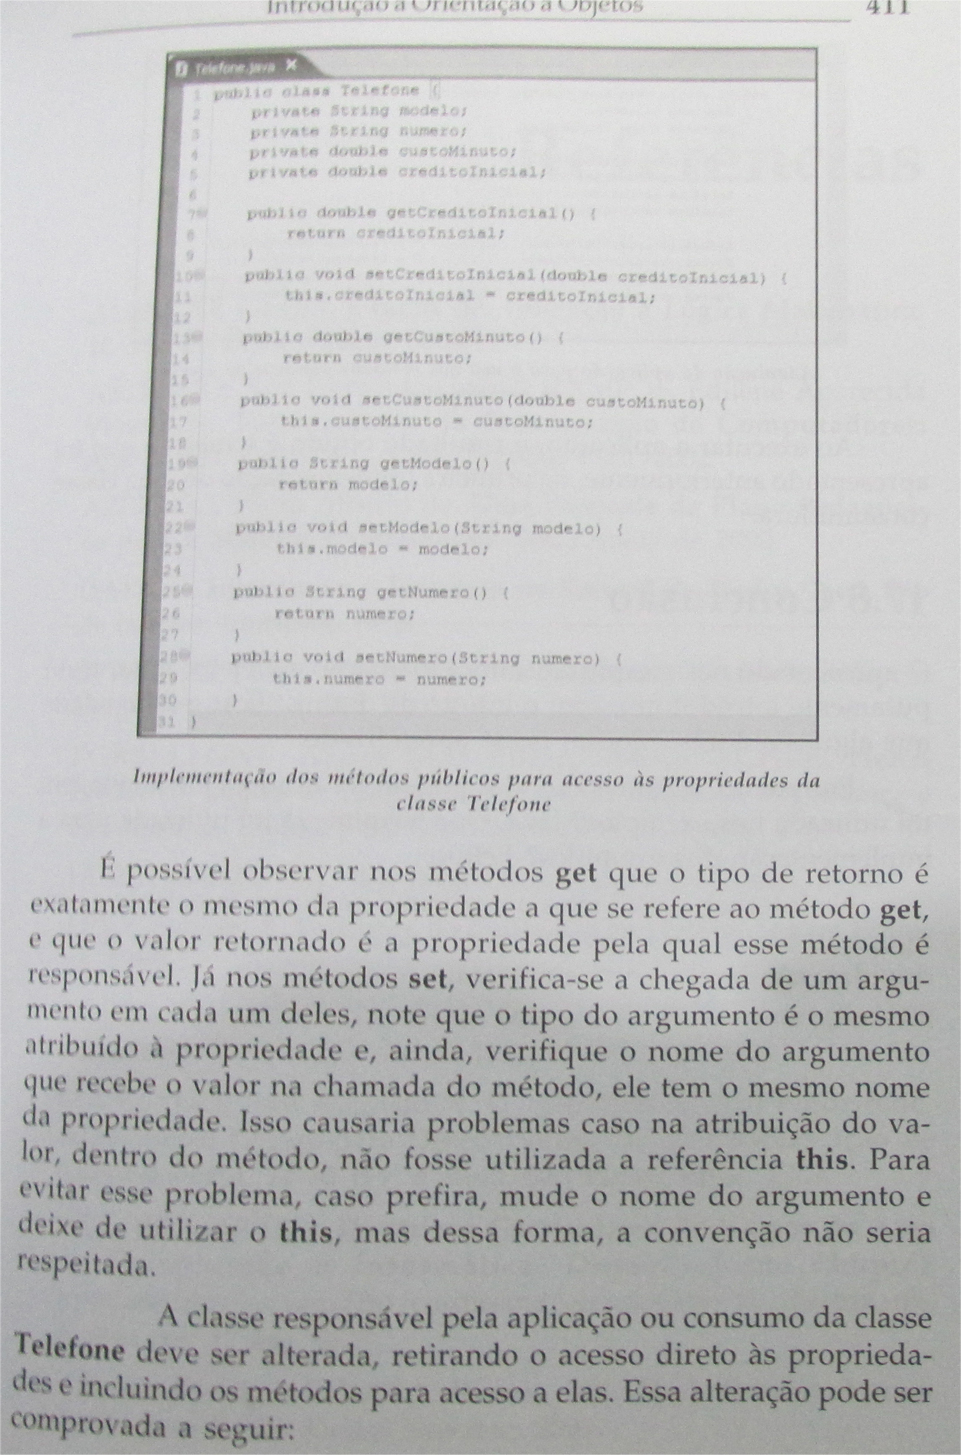 Introdução à Orientação a Objetos 411
Telefone.java X
1 public class Telefone {
2 private String modelo;
3 private String numero;
4 private double custoMinuto;
5 private double creditoInicial;
6
7 public double getCreditoInicial() {
8 return creditoInicial;
9 }
10 public void setCreditoInicial(double creditoInicial) {
11 this.creditoInicial = creditoInicial;
12 }
13 public double getCustoMinuto() {
14 return custoMinuto;
15 }
16 public void setCustoMinuto(double custoMinuto) {
17 this.custoMinuto = custoMinuto;
18 }
19 public String getModelo() {
20 return modelo;
21 }
22 public void setModelo(String modelo) {
23 this.modelo = modelo;
24 }
25 public String getNumero() {
26 return numero;
27 }
28 public void setNumero(String numero) {
29 this.numero = numero;
30 }
31 }
Implementação dos métodos públicos para acesso às propriedades da
classe Telefone
É possível observar nos métodos get que o tipo de retorno é
exatamente o mesmo da propriedade a que se refere ao método get,
e que o valor retornado é a propriedade pela qual esse método é
responsável. Já nos métodos set, verifica-se a chegada de um argu-
mento em cada um deles, note que o tipo do argumento é o mesmo
atribuído à propriedade e, ainda, verifique o nome do argumento
que recebe o valor na chamada do método, ele tem o mesmo nome
da propriedade. Isso causaria problemas caso na atribuição do va-
lor, dentro do método, não fosse utilizada a referência this. Para
evitar esse problema, caso prefira, mude o nome do argumento e
deixe de utilizar o this, mas dessa forma, a convenção não seria
respeitada.
A classe responsável pela aplicação ou consumo da classe
Telefone deve ser alterada, retirando o acesso direto às proprieda-
des e incluindo os métodos para acesso a elas. Essa alteração pode ser
comprovada a seguir: